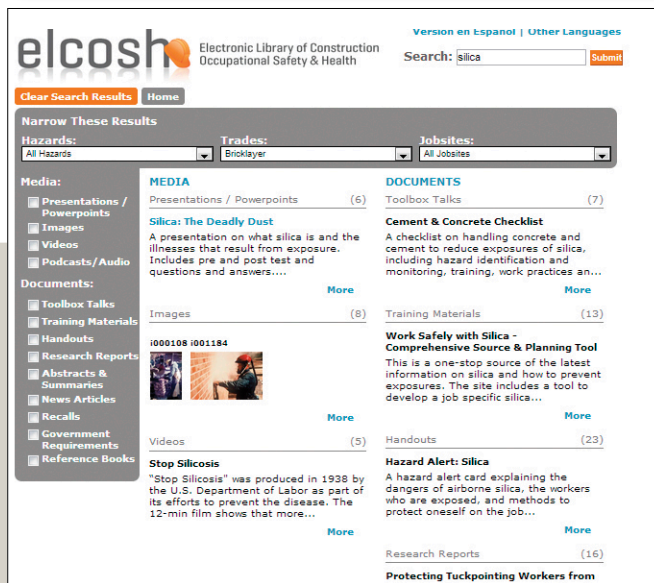 Version en Español | Other Languages
elcosh
Electronic Library of Construction
Occupational Safety & Health
Search: silica Submit
Clear Search Results Home
Narrow These Results
Hazards: Trades: Jobsites:
All Hazards Bricklayer All Jobsites
Media:
Presentations /
Powerpoints
Images
Videos
Podcasts/Audio
Documents:
Toolbox Talks
Training Materials
Handouts
Research Reports
Abstracts &
Summaries
News Articles
Recalls
Government
Requirements
Reference Books
MEDIA
Presentations / Powerpoints (6)
Silica: The Deadly Dust
A presentation on what silica is and the
illnesses that result from exposure.
Includes pre and post test and
questions and answers....
More
Images (8)
i000108 i001184
More
Videos (5)
Stop Silicosis
"Stop Silicosis" was produced in 1938 by
the U.S. Department of Labor as part of
its efforts to prevent the disease. The
12-min film shows that more...
More
DOCUMENTS
Toolbox Talks (7)
Cement & Concrete Checklist
A checklist on handling concrete and
cement to reduce exposures of silica,
including hazard identification and
monitoring, training, work practices an...
More
Training Materials (13)
Work Safely with Silica -
Comprehensive Source & Planning Tool
This is a one-stop source of the latest
information on silica and how to prevent
exposures. The site includes a tool to
develop a job specific silica...
More
Handouts (23)
Hazard Alert: Silica
A hazard alert card explaining the
dangers of airborne silica, the workers
who are exposed, and methods to
protect oneself on the job...
More
Research Reports (16)
Protecting Tuckpointing Workers from